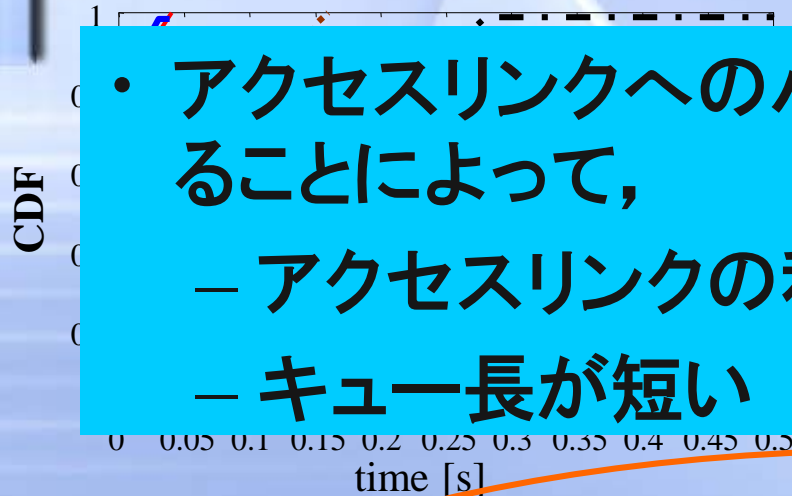 1
CDF
• アクセスリンクへの
ることによって,
– アクセスリンクの
– キュー長が短い
0 0.05 0.1 0.15 0.2 0.25 0.3 0.35 0.4 0.45
time [s]